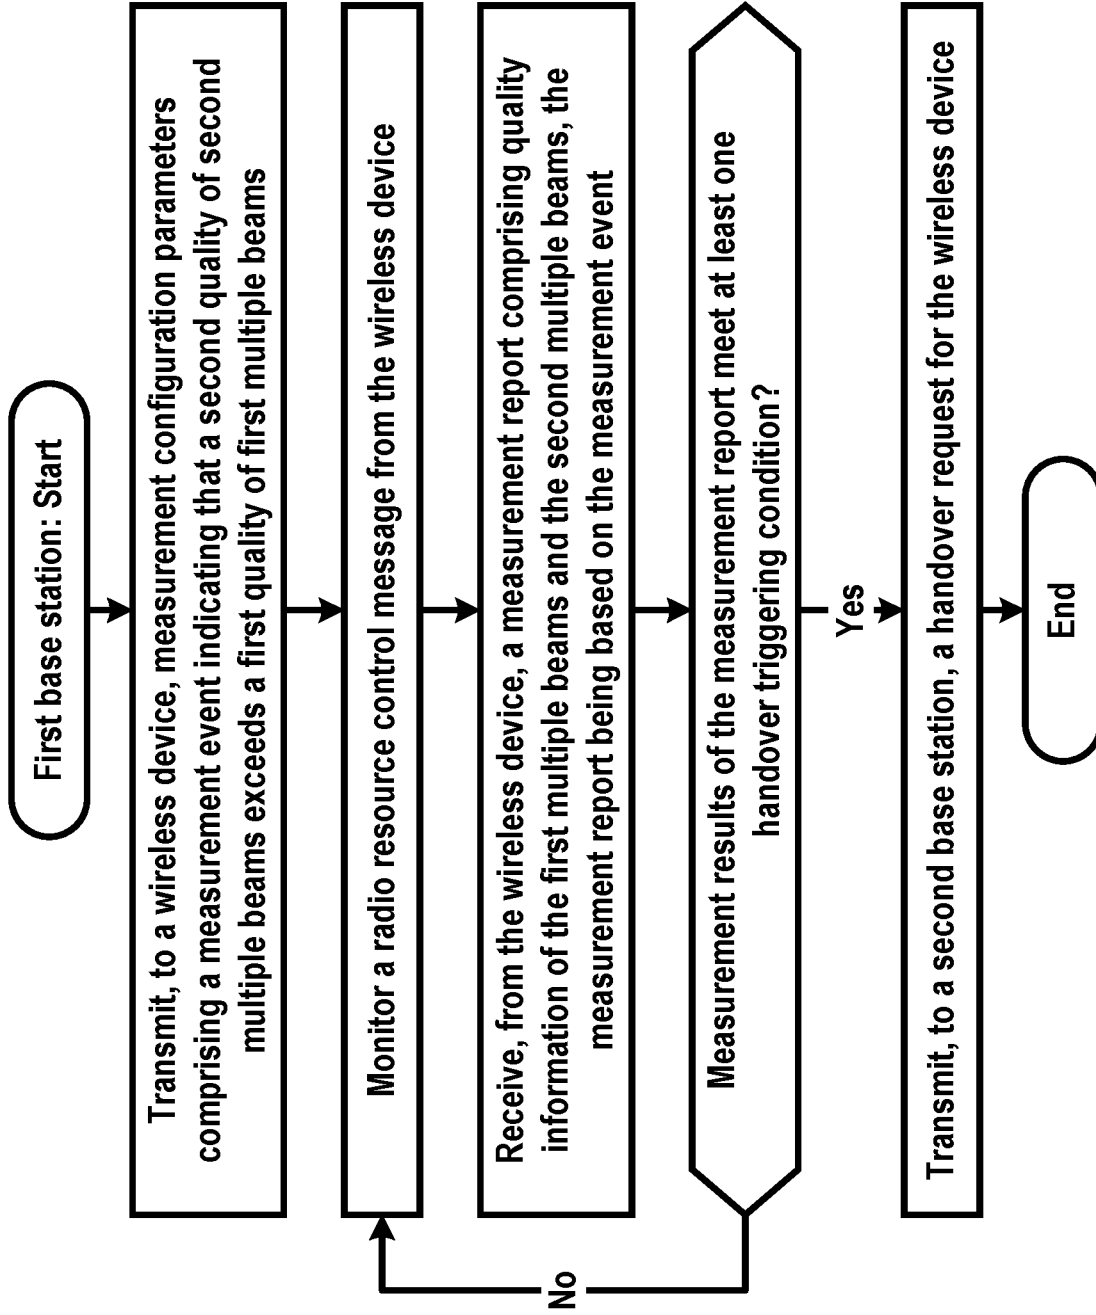 First base station: Start
Transmit, to a wireless device, measurement configuration parameters
comprising a measurement event indicating that a second quality of second
multiple beams exceeds a first quality of first multiple beams
Monitor a radio resource control message from the wireless device
Receive, from the wireless device, a measurement report comprising quality
information of the first multiple beams and the second multiple beams, the
measurement report being based on the measurement event
Measurement results of the measurement report meet at least one
handover triggering condition?
No
Yes
Transmit, to a second base station, a handover request for the wireless device
End